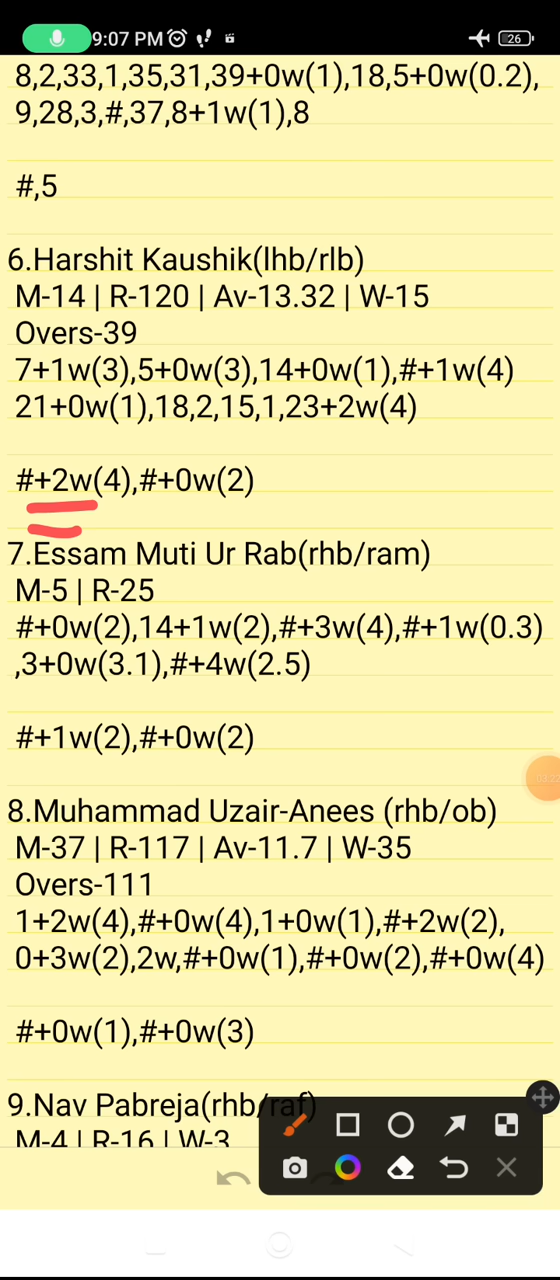 9:07 PM
26
8,2,33,1,35,31,39+0w(1),18,5+0w(0.2),
9,28,3,#,37,8+1w(1),8
#,5
6.Harshit Kaushik(lhb/rlb)
M-14 | R-120 | Av-13.32 | W-15
Overs-39
7+1w(3),5+0w(3),14+0w(1),#+1w(4)
21+0w(1),18,2,15,1,23+2w(4)
#+2w(4),#+0w(2)
7.Essam Muti Ur Rab(rhb/ram)
M-5 | R-25
#+0w(2),14+1w(2),#+3w(4),#+1w(0.3)
,3+0w(3.1),#+4w(2.5)
#+1w(2),#+0w(2)
8.Muhammad Uzair-Anees (rhb/ob)
M-37 | R-117 | Av-11.7 | W-35
Overs-111
1+2w(4),#+0w(4),1+0w(1),#+2w(2),
0+3w(2),2w,#+0w(1),#+0w(2),#+0w(4)
#+0w(1),#+0w(3)
9.Nav Pabreja(rhb/raf)
M-4 | R-16 | W-3